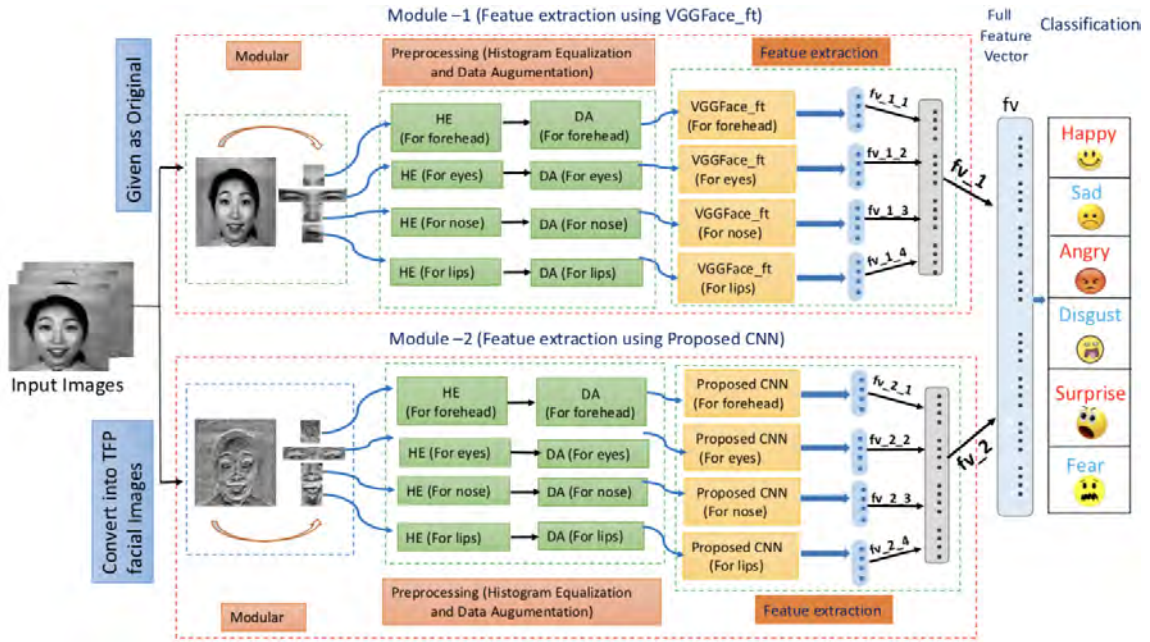 Module –1 (Featue extraction using VGGFace_ft)
Full
Feature
Vector
Classification
Given as Original
Modular
Preprocessing (Histogram Equalization
and Data Augumentation)
Featue extraction
HE
(For forehead)
DA
(For forehead)
VGGFace_ft
(For forehead)
fv_1_1
HE (For eyes)
DA (For eyes)
VGGFace_ft
(For eyes)
fv_1_2
HE (For nose)
DA (For nose)
VGGFace_ft
(For nose)
fv_1_3
HE (For lips)
DA (For lips)
VGGFace_ft
(For lips)
fv_1_4
fv_1
fv
Happy
Sad
Angry
Disgust
Surprise
Fear
Input Images
Module –2 (Featue extraction using Proposed CNN)
Convert into TFP
facial Images
HE
(For forehead)
DA
(For forehead)
Proposed CNN
(For forehead)
fv_2_1
HE (For eyes)
DA (For eyes)
Proposed CNN
(For eyes)
fv_2_2
HE (For nose)
DA (For nose)
Proposed CNN
(For nose)
fv_2_3
HE (For lips)
DA (For lips)
Proposed CNN
(For lips)
fv_2_4
fv_2
Modular
Preprocessing (Histogram Equalization
and Data Augumentation)
Featue extraction